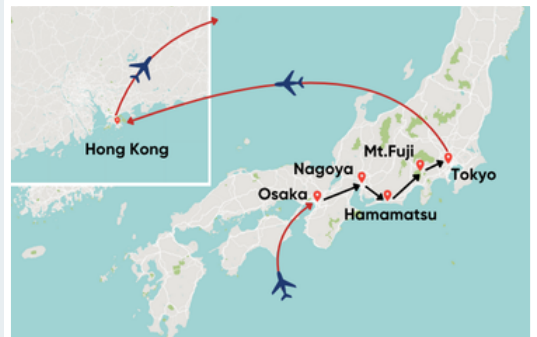 Hong Kong
Mt.Fuji
Tokyo
Nagoya
Osaka
Hamamatsu